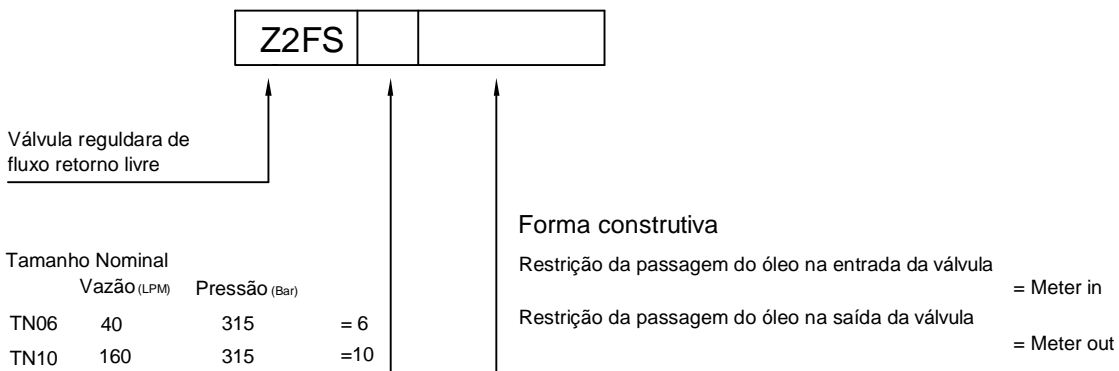 Z2FS
Válvula reguldara de
fluxo retorno livre
Tamanho Nominal
Vazão (LPM) Pressão (Bar)
TN06 40 315 = 6
TN10 160 315 =10
Forma construtiva
Restrição da passagem do óleo na entrada da válvula
= Meter in
Restrição da passagem do óleo na saída da válvula
= Meter out